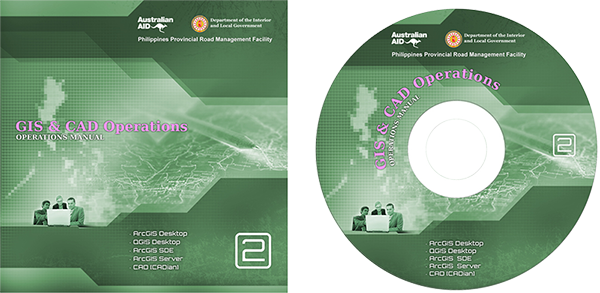 Australian
AID
Department of the Interior
and Local Government
Philippines Provincial Road Management Facility
GIS & CAD Operations
OPERATIONS MANUAL
ArcGIS Desktop
QGIS Desktop
ArcGIS SDE
ArcGIS Server
CAD (CADian)
2
Australian
AID
Department of the Interior
and Local Government
Philippines Provincial Road Management Facility
GIS & CAD Operations
OPERATIONS MANUAL
2
ArcGIS Desktop
QGIS Desktop
ArcGIS SDE
ArcGIS Server
CAD (CADian)